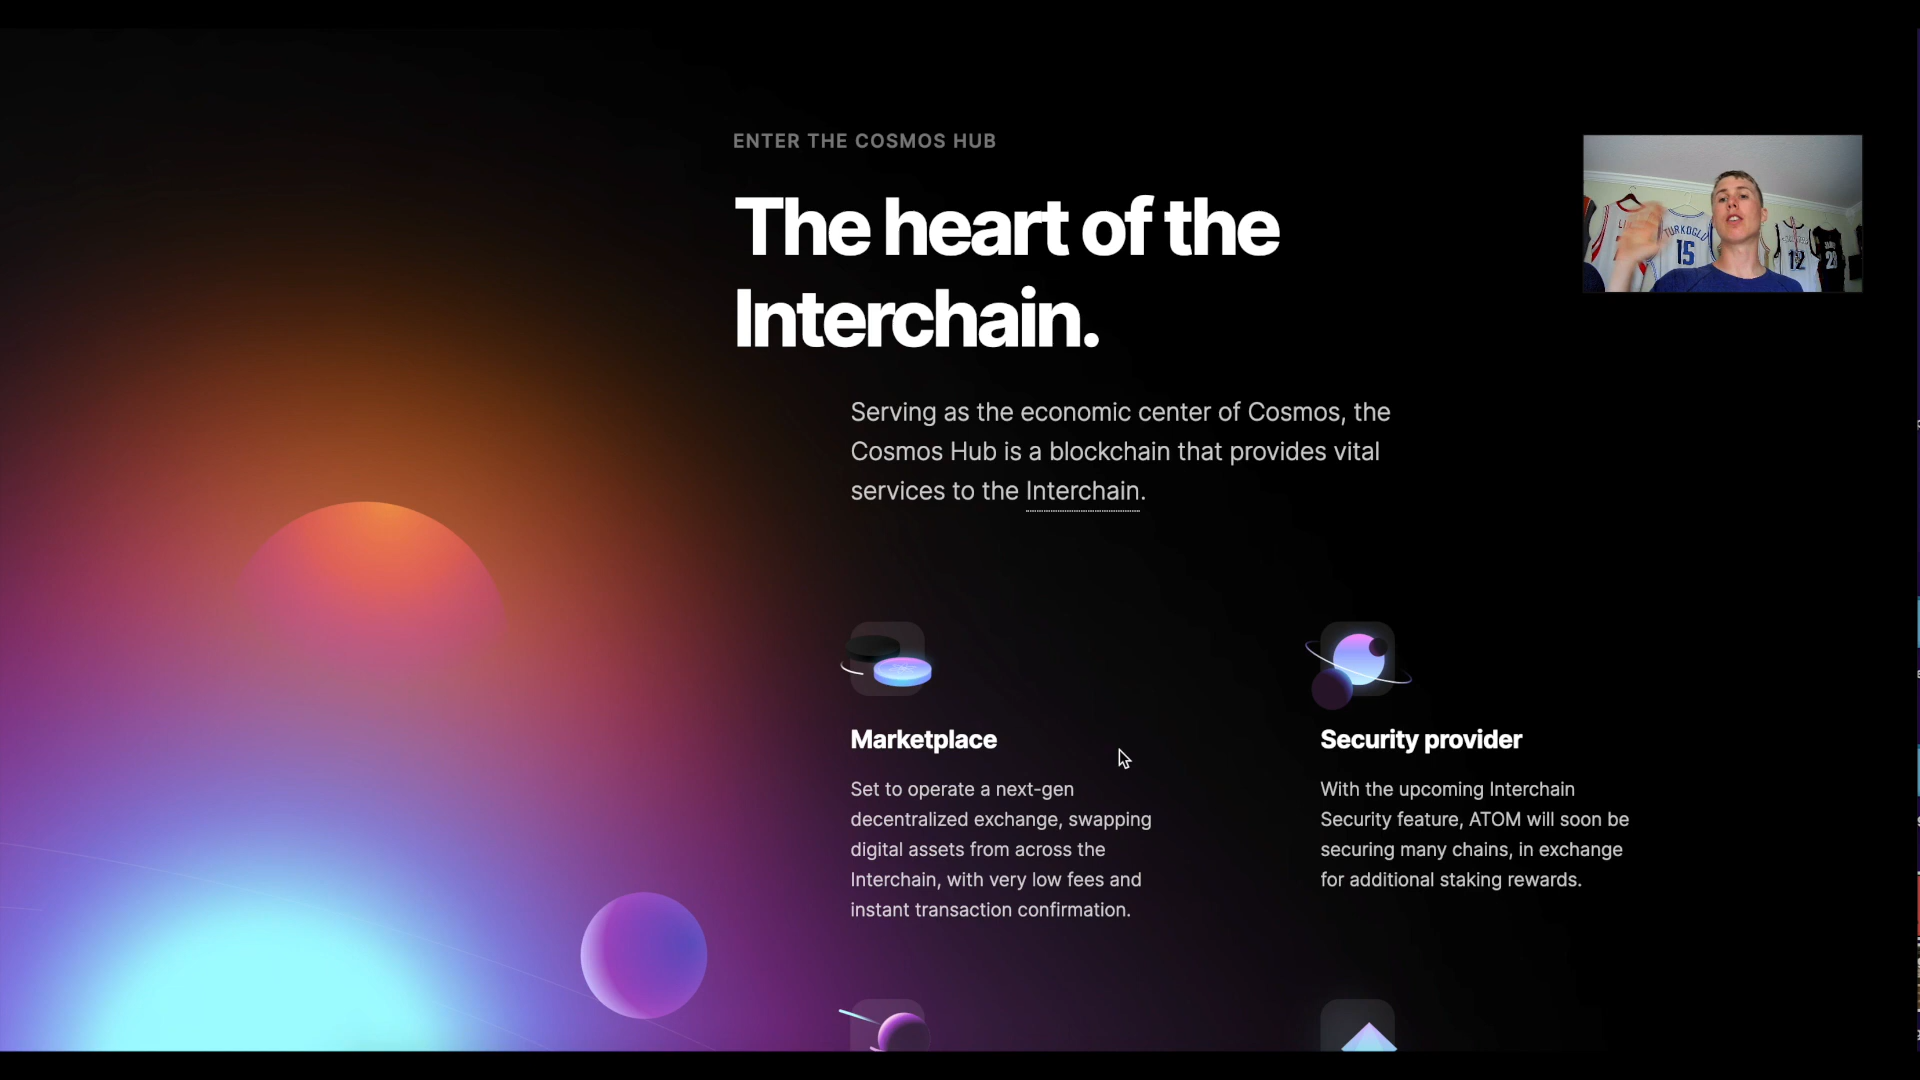 ENTER THE COSMOS HUB
The heart of the
Interchain.
Serving as the economic center of Cosmos, the
Cosmos Hub is a blockchain that provides vital
services to the Interchain.
TURKOGLU
15
12
Marketplace
Security provider
Set to operate a next-gen
decentralized exchange, swapping
digital assets from across the
Interchain, with very low fees and
instant transaction confirmation.
With the upcoming Interchain
Security feature, ATOM will soon be
securing many chains, in exchange
for additional staking rewards.